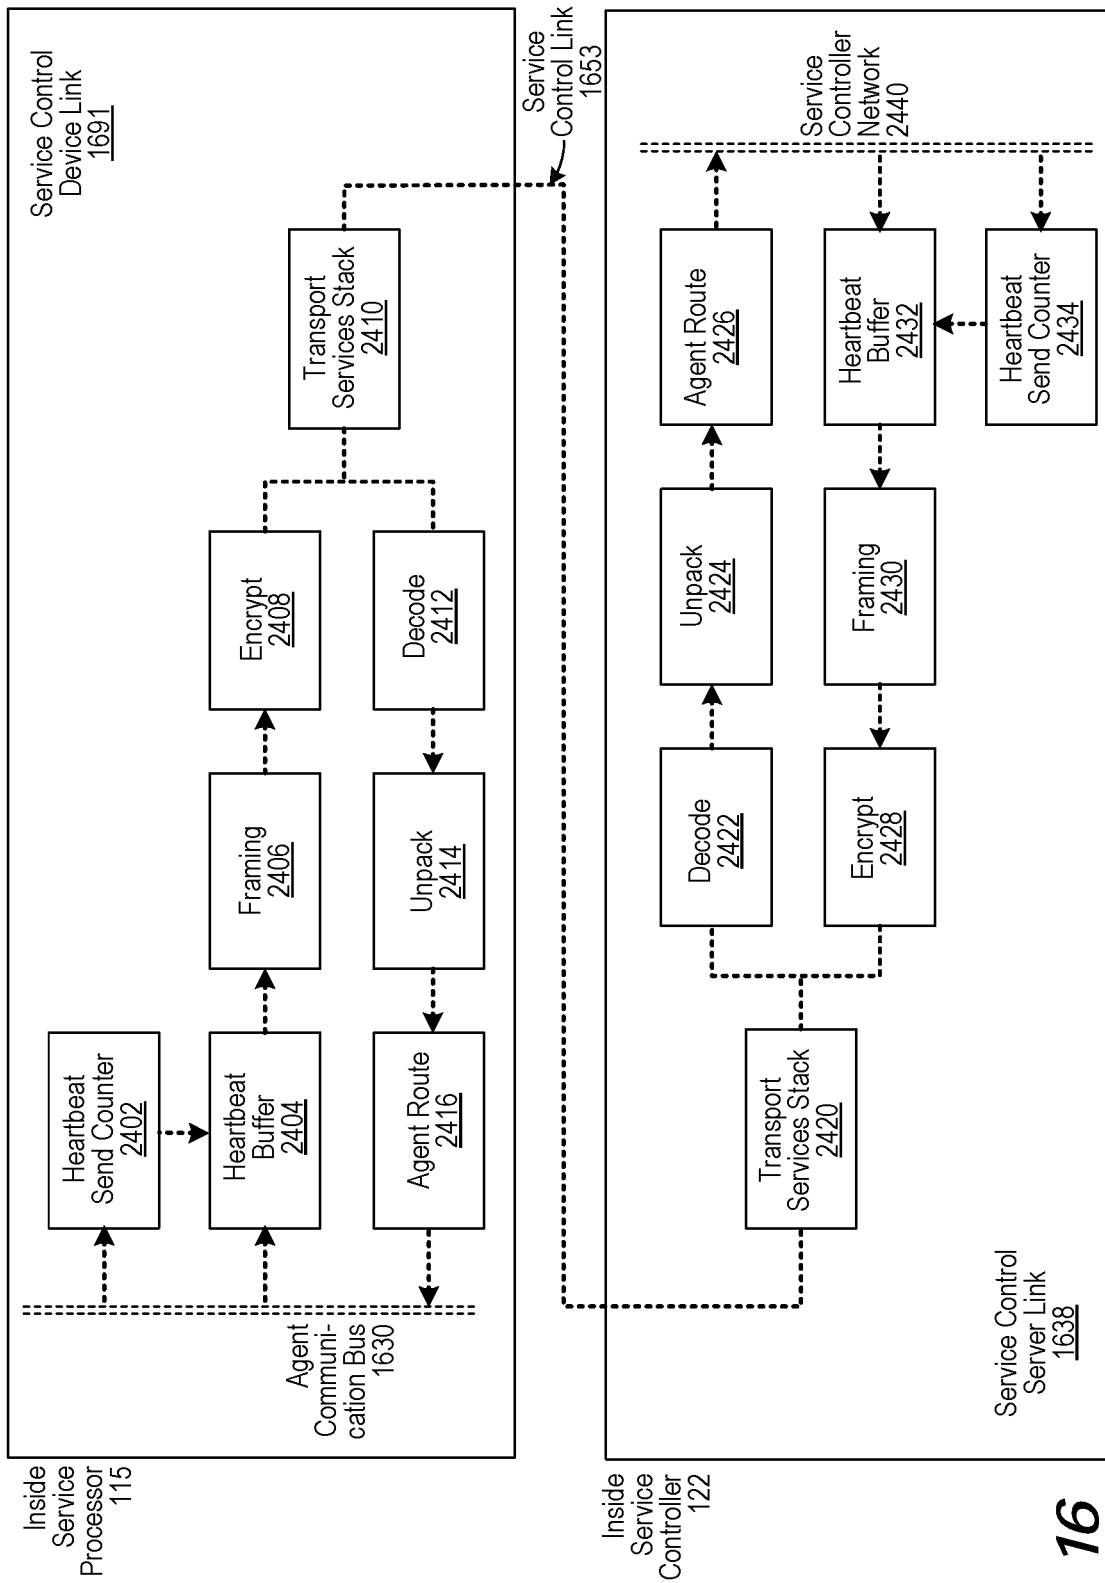 Inside
Service
Processor
115
Service Control
Device Link
1691
Heartbeat
Send Counter
2402
Heartbeat
Buffer
2404
Framing
2406
Encrypt
2408
Transport
Services Stack
2410
Decode
2412
Unpack
2414
Agent Route
2416
Agent
Communi-
cation Bus
1630
Service
Control Link
1653
Inside
Service
Controller
122
Service Control
Server Link
1638
Transport
Services Stack
2420
Decode
2422
Unpack
2424
Agent Route
2426
Encrypt
2428
Framing
2430
Heartbeat
Buffer
2432
Heartbeat
Send Counter
2434
Service
Controller
Network
2440
16